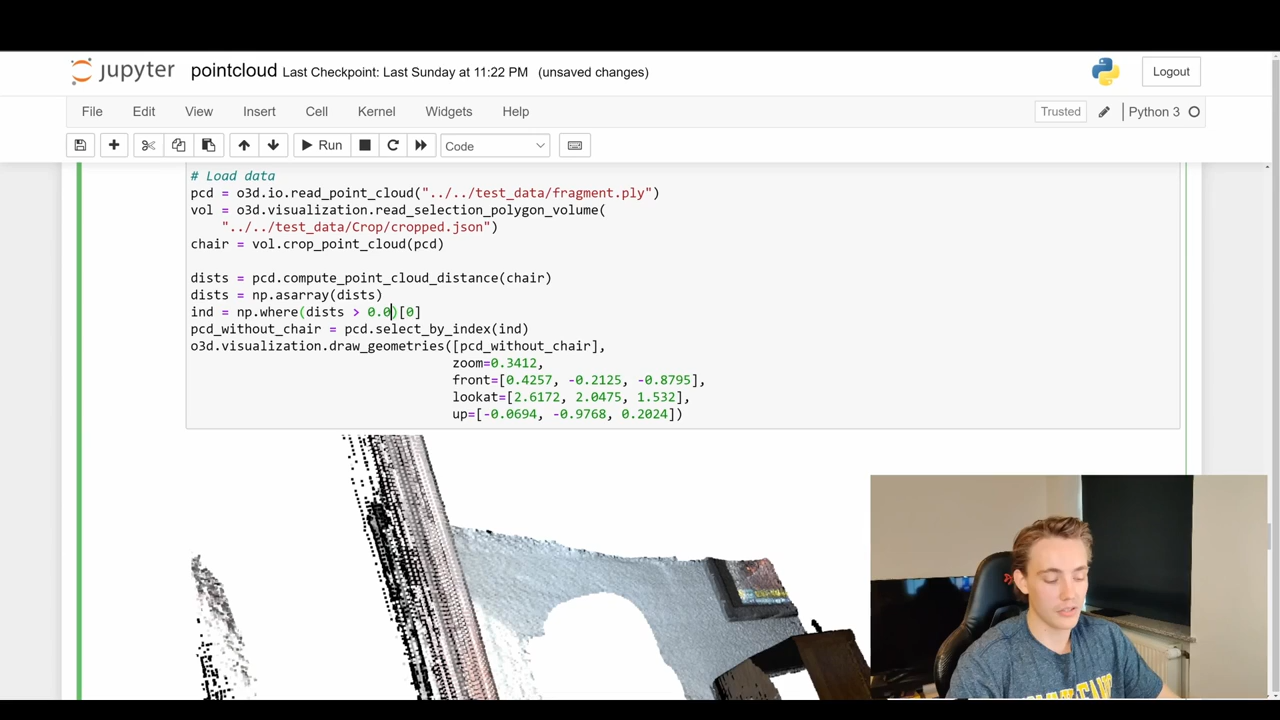 jupyter pointcloud Last Checkpoint: Last Sunday at 11:22 PM (unsaved changes) Logout
File Edit View Insert Cell Kernel Widgets Help Trusted Python 3
Run Code
# Load data
pcd = o3d.io.read_point_cloud("../../test_data/fragment.ply")
vol = o3d.visualization.read_selection_polygon_volume(
"../../test_data/Crop/cropped.json")
chair = vol.crop_point_cloud(pcd)
dists = pcd.compute_point_cloud_distance(chair)
dists = np.asarray(dists)
ind = np.where(dists > 0.0)[0]
pcd_without_chair = pcd.select_by_index(ind)
o3d.visualization.draw_geometries([pcd_without_chair],
zoom=0.3412,
front=[0.4257, -0.2125, -0.8795],
lookat=[2.6172, 2.0475, 1.532],
up=[-0.0694, -0.9768, 0.2024])